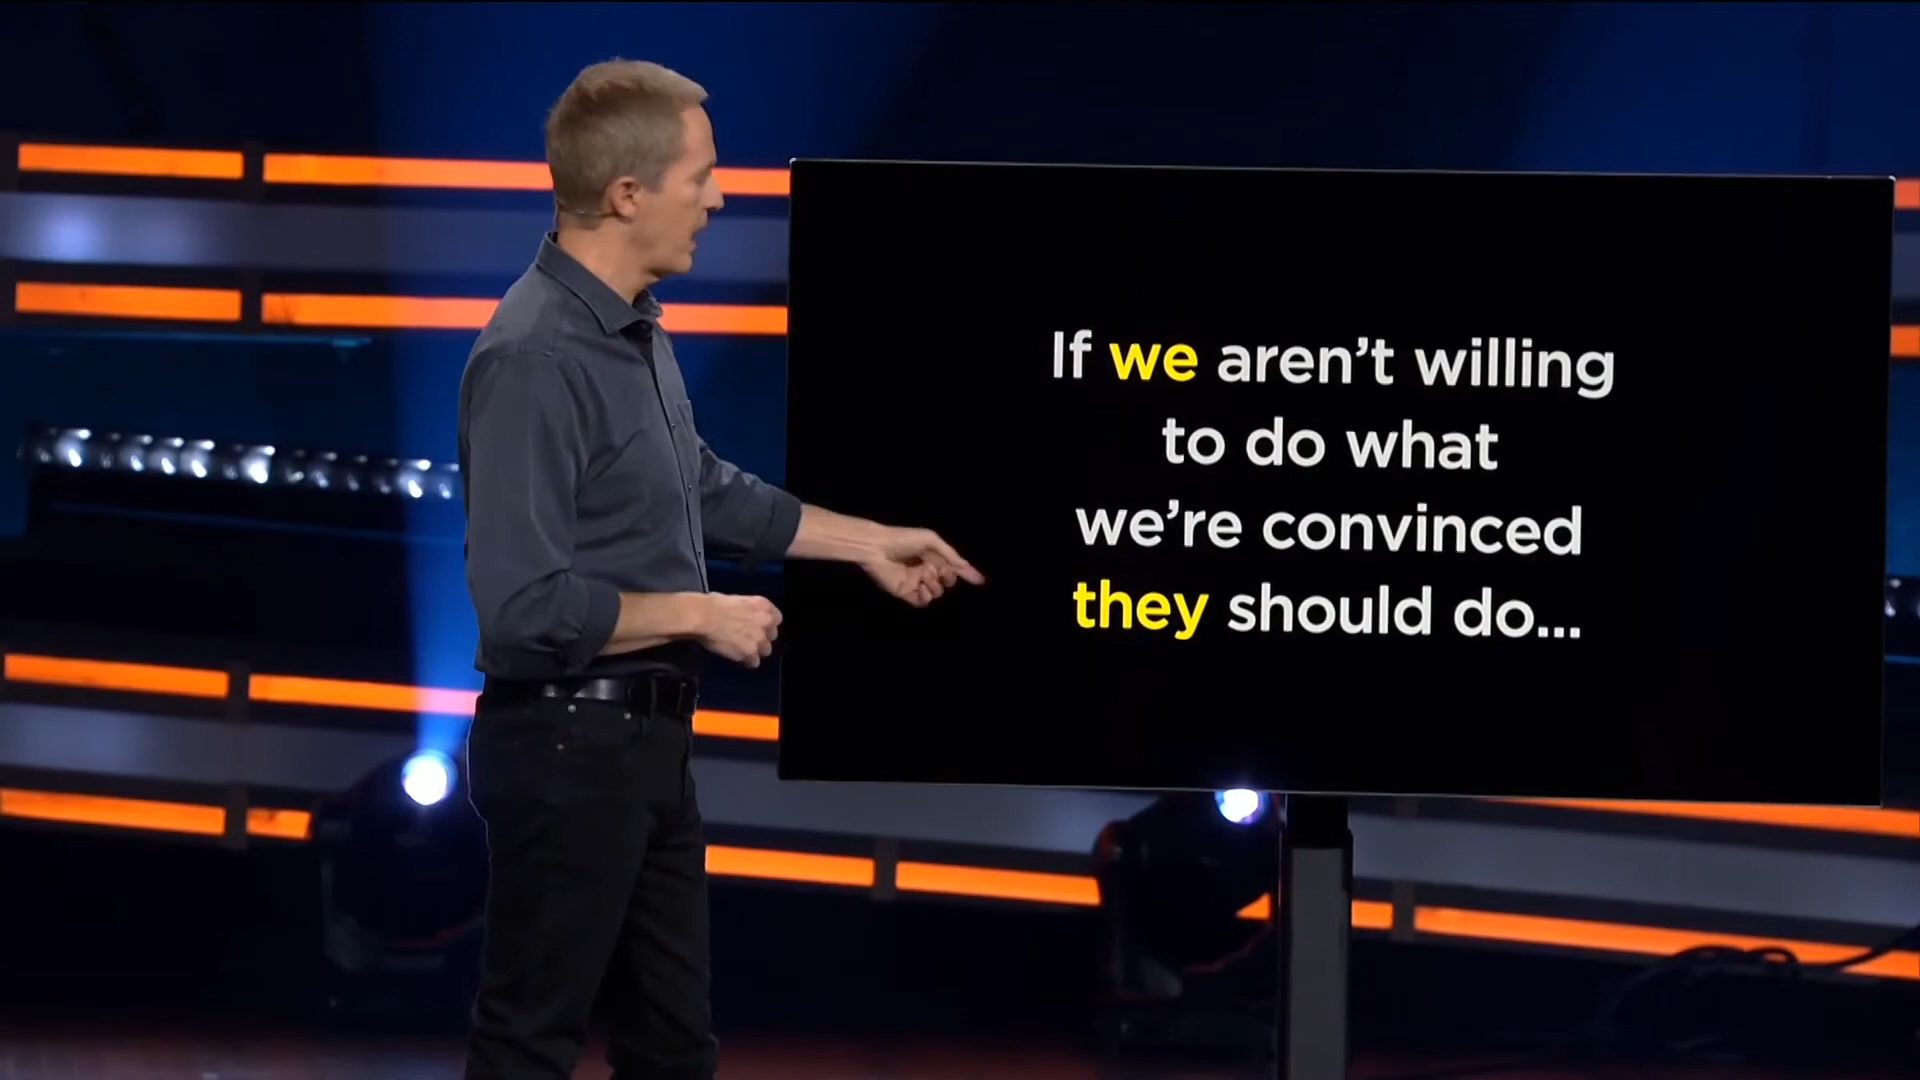 If we aren’t willing
to do what
we’re convinced
they should do...